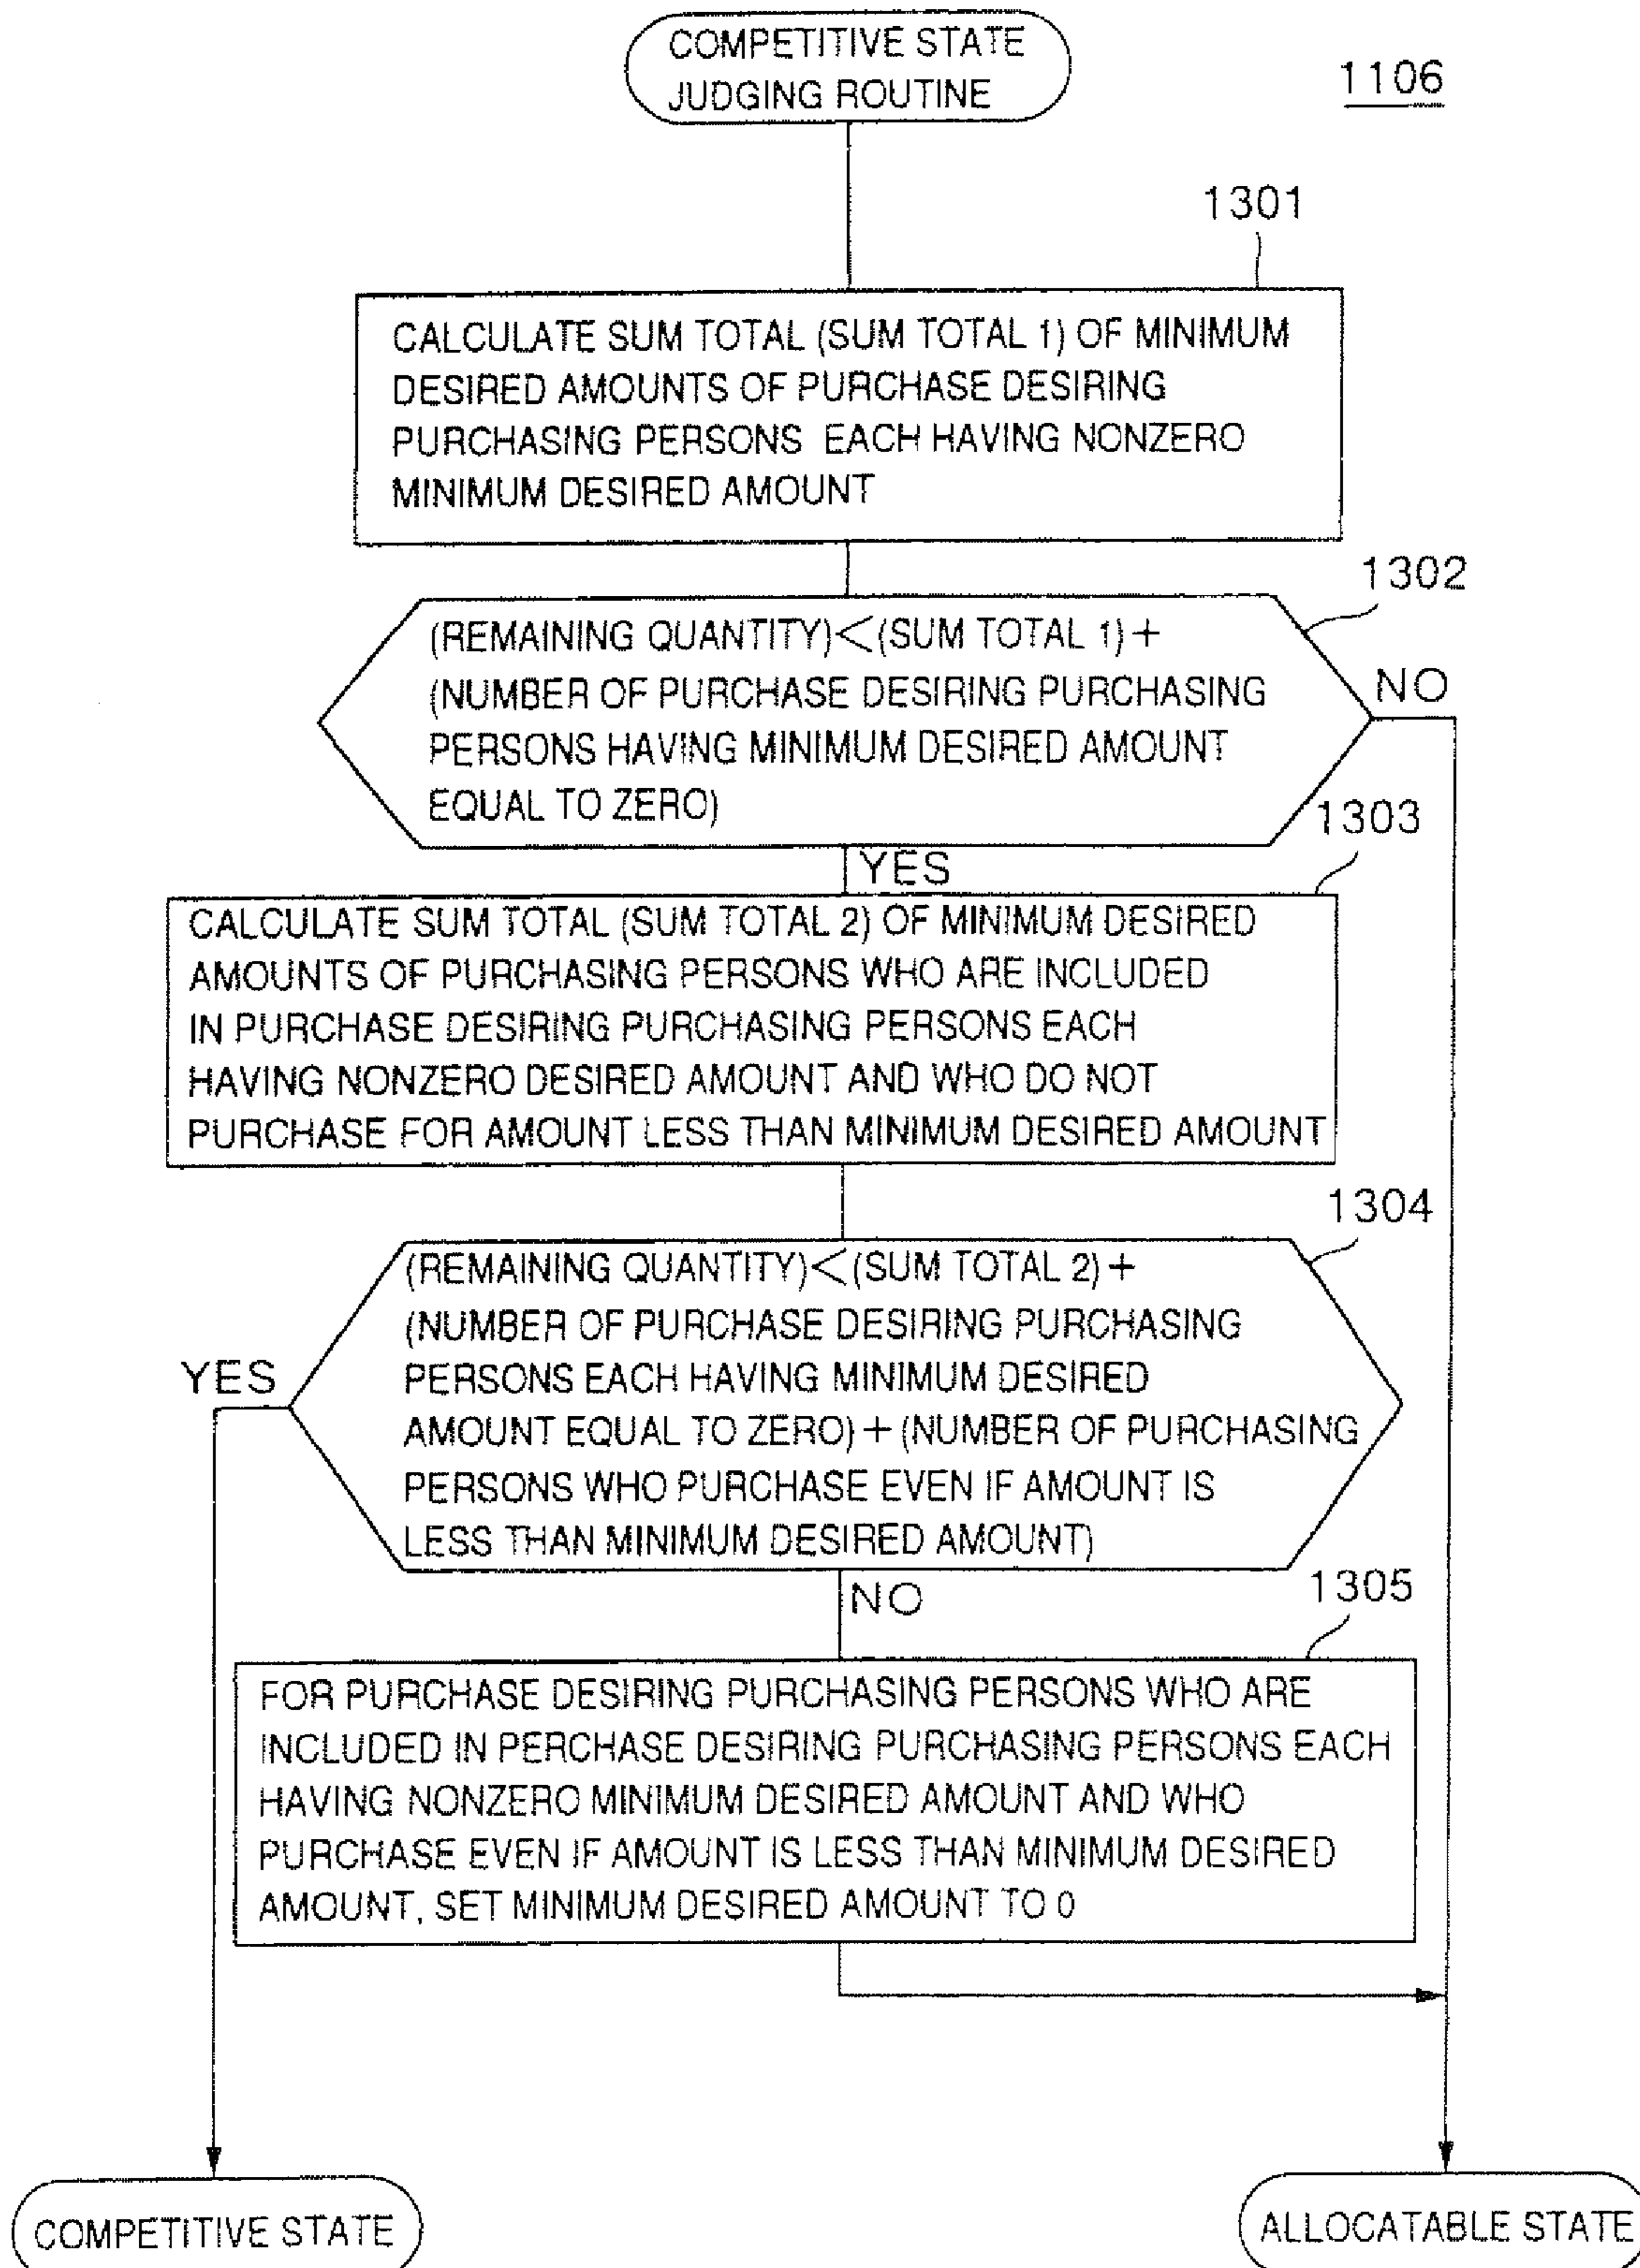 COMPETITIVE STATE
JUDGING ROUTINE
1106
1301
CALCULATE SUM TOTAL (SUM TOTAL 1) OF MINIMUM
DESIRED AMOUNTS OF PURCHASE DESIRING
PURCHASING PERSONS EACH HAVING NONZERO
MINIMUM DESIRED AMOUNT
1302
(REMAINING QUANTITY)<(SUM TOTAL 1)+
(NUMBER OF PURCHASE DESIRING PURCHASING
PERSONS HAVING MINIMUM DESIRED AMOUNT
EQUAL TO ZERO)
NO
YES
1303
CALCULATE SUM TOTAL (SUM TOTAL 2) OF MINIMUM DESIRED
AMOUNTS OF PURCHASING PERSONS WHO ARE INCLUDED
IN PURCHASE DESIRING PURCHASING PERSONS EACH
HAVING NONZERO DESIRED AMOUNT AND WHO DO NOT
PURCHASE FOR AMOUNT LESS THAN MINIMUM DESIRED AMOUNT
1304
(REMAINING QUANTITY)<(SUM TOTAL 2)+
(NUMBER OF PURCHASE DESIRING PURCHASING
PERSONS EACH HAVING MINIMUM DESIRED
AMOUNT EQUAL TO ZERO)+(NUMBER OF PURCHASING
PERSONS WHO PURCHASE EVEN IF AMOUNT IS
LESS THAN MINIMUM DESIRED AMOUNT)
YES
NO
1305
FOR PURCHASE DESIRING PURCHASING PERSONS WHO ARE
INCLUDED IN PERCHASE DESIRING PURCHASING PERSONS EACH
HAVING NONZERO MINIMUM DESIRED AMOUNT AND WHO
PURCHASE EVEN IF AMOUNT IS LESS THAN MINIMUM DESIRED
AMOUNT, SET MINIMUM DESIRED AMOUNT TO 0
COMPETITIVE STATE
ALLOCATABLE STATE